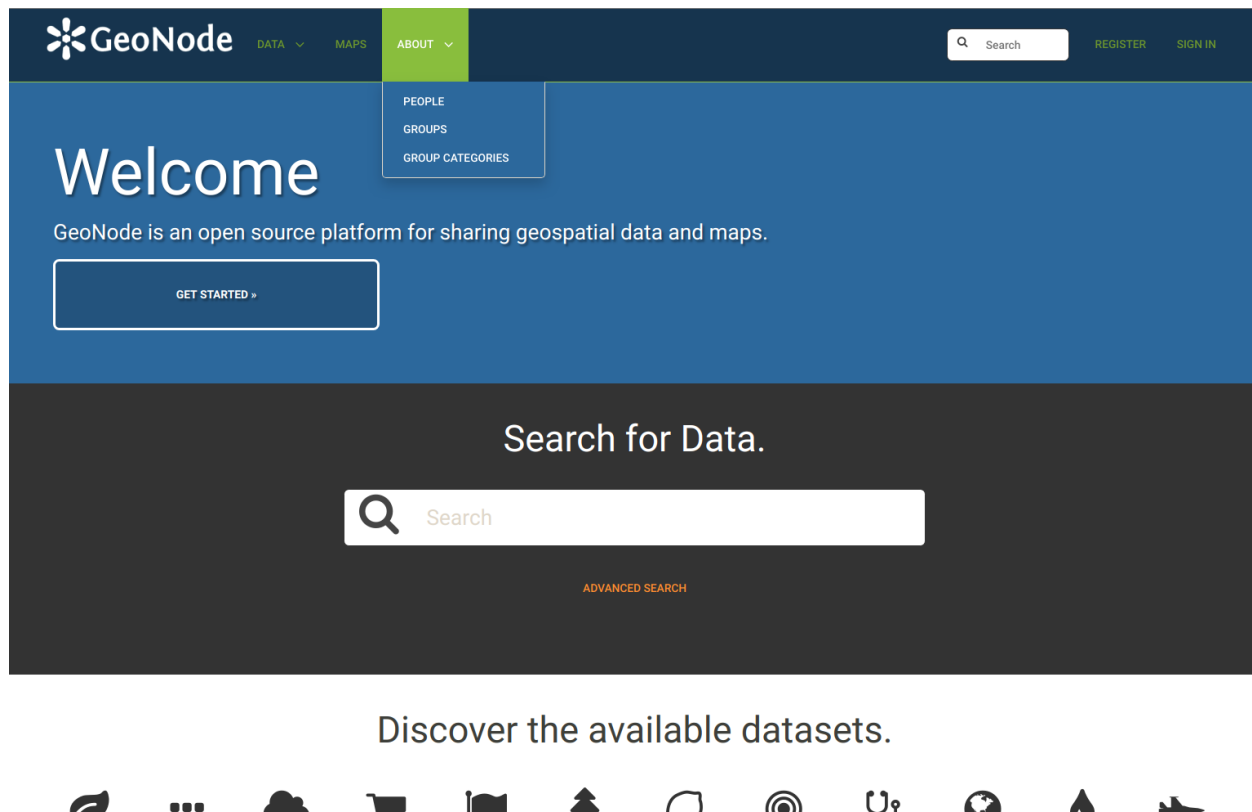 GeoNode DATA MAPS ABOUT Search REGISTER SIGN IN
PEOPLE
GROUPS
GROUP CATEGORIES
Welcome
GeoNode is an open source platform for sharing geospatial data and maps.
GET STARTED »
Search for Data.
Search
ADVANCED SEARCH
Discover the available datasets.